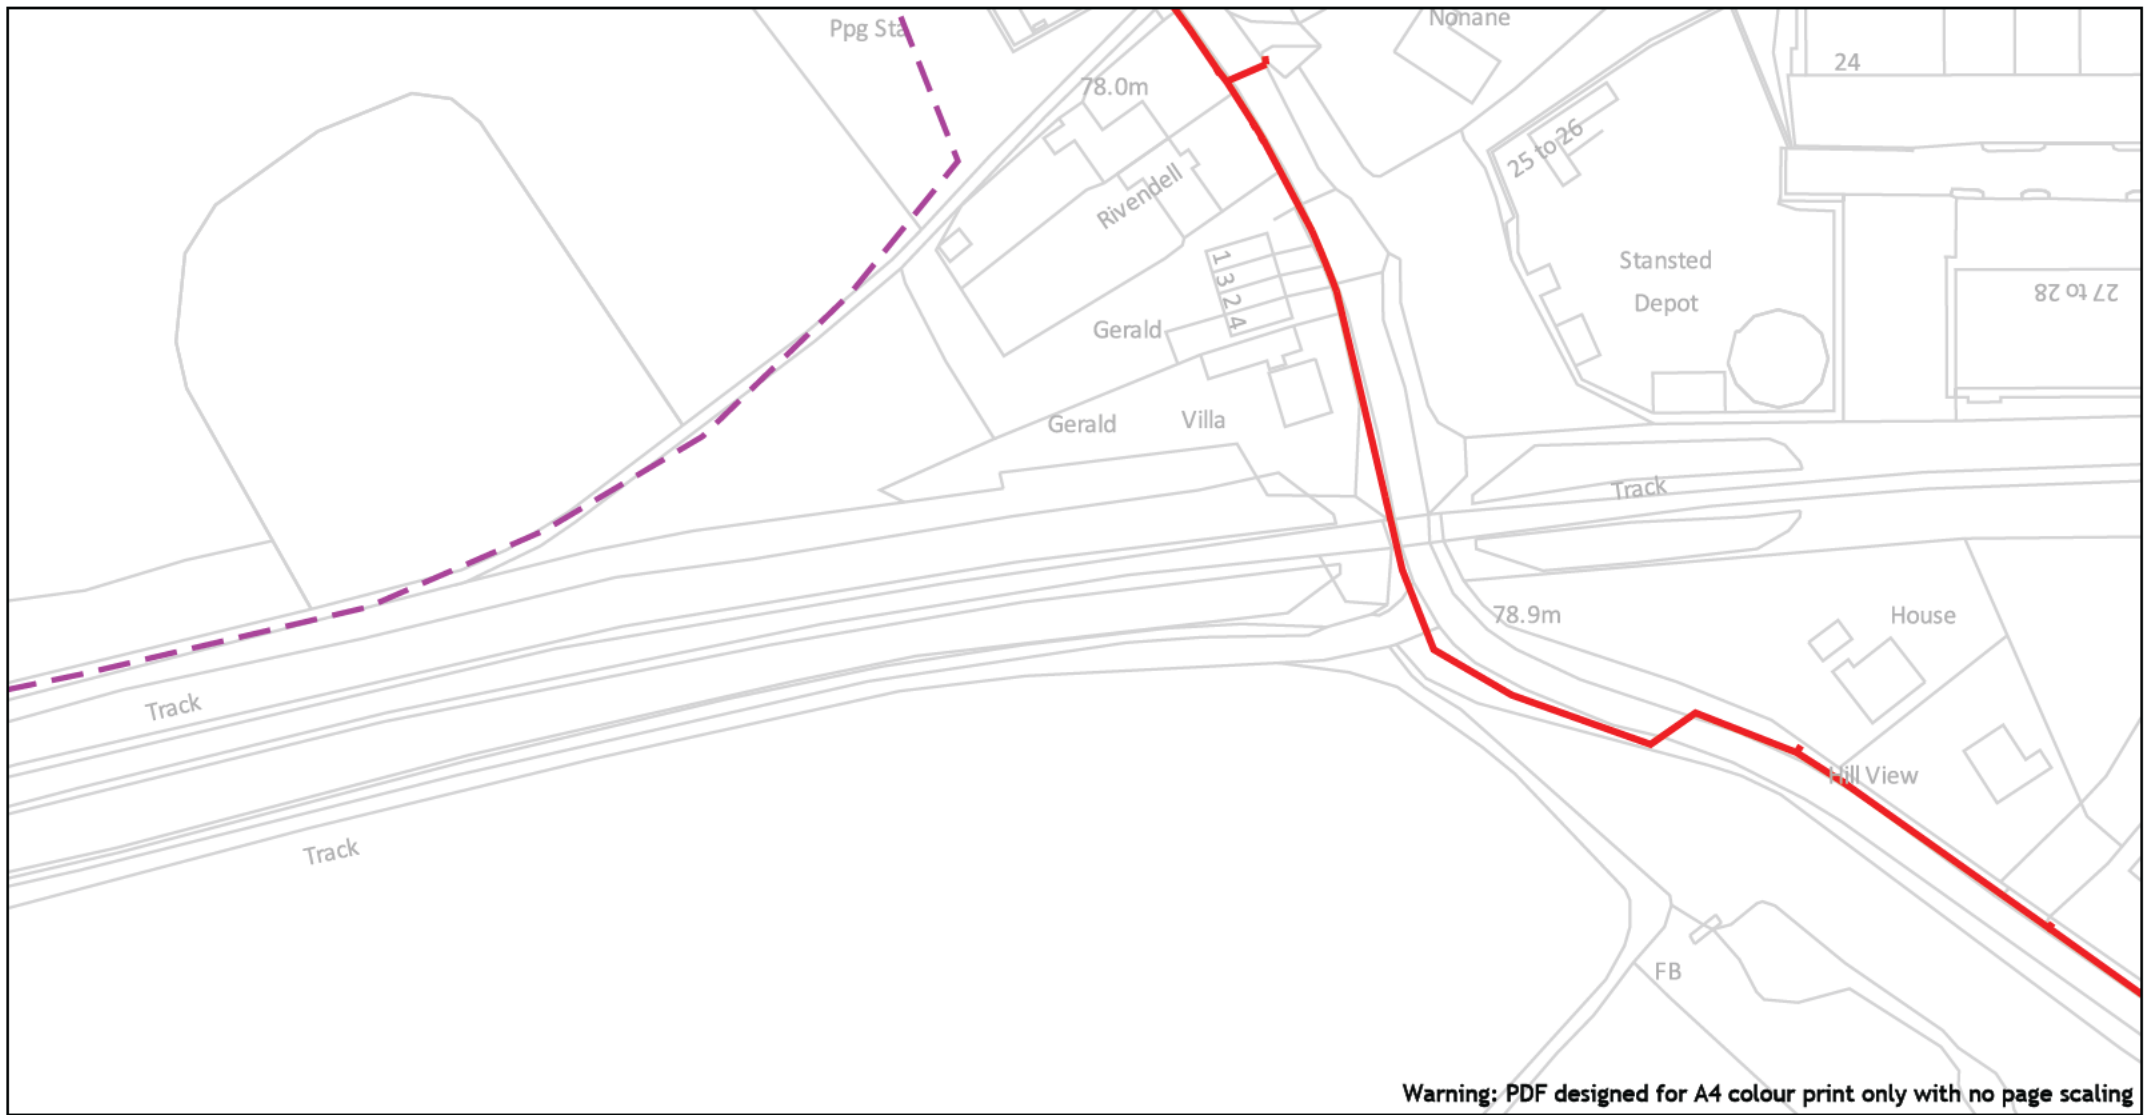 Ppg Sta
Nonane
24
78.0m
25 to 26
Rivendell
Stansted
Depot
27 to 28
1
3
2
4
Gerald
Gerald Villa
Track
78.9m
House
Track
Hill View
Track
FB
Warning: PDF designed for A4 colour print only with no page scaling